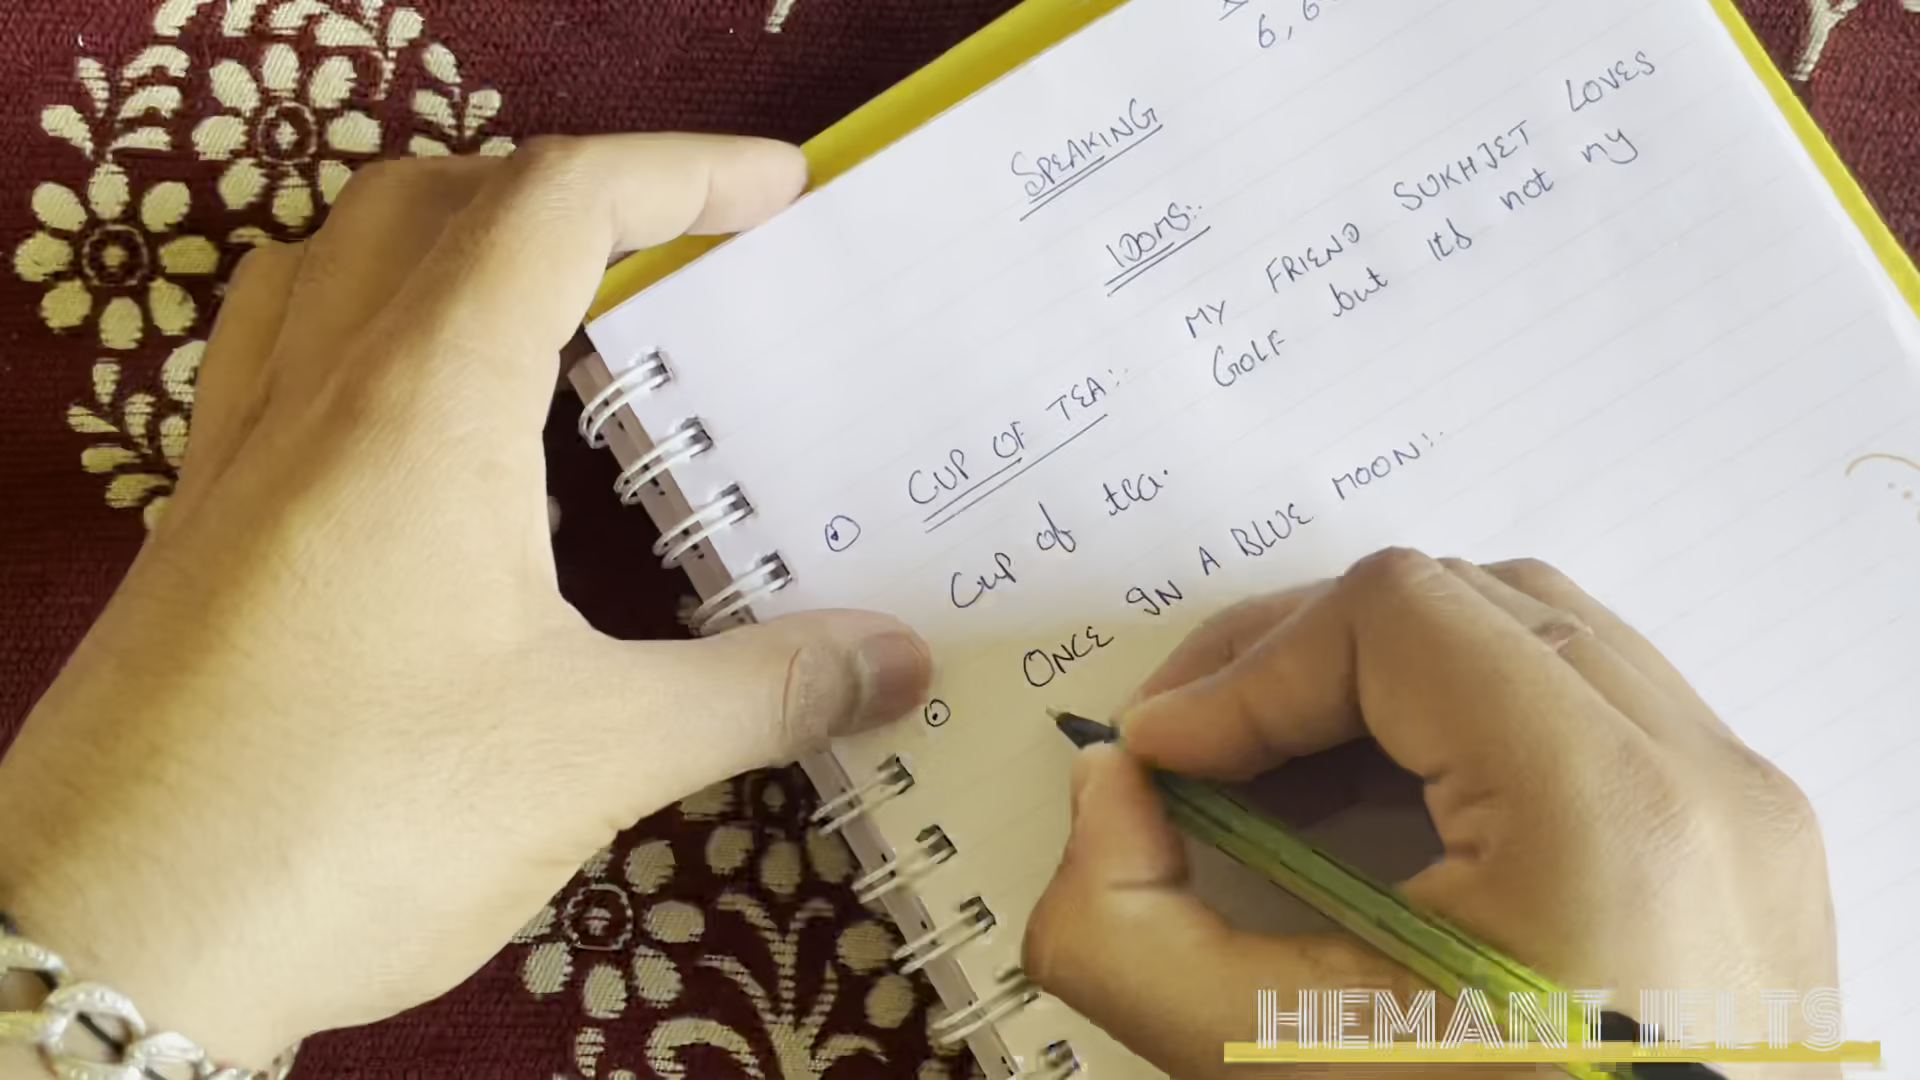 6, 6
SPEAKING
IDOMS:.
CUP OF TEA:. MY FRIEND SUKHJET LOVES
GOLF but its not my
Cup of tea.
ONCE IN A BLUE MOON:.
HEMANT IELTS